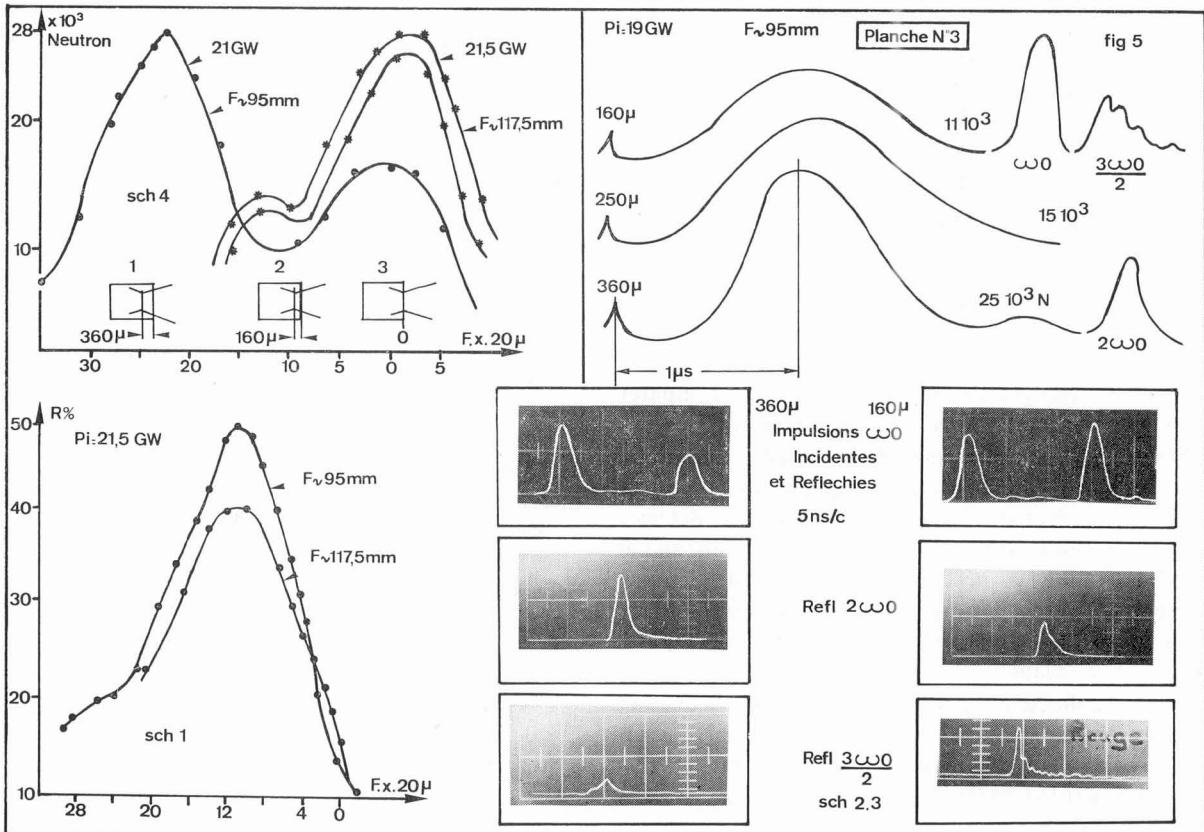 x10³
Neutron
28
20
10
21GW
F~95mm
21,5 GW
F~117,5mm
sch 4
1
2
3
360µ
160µ
0
F.x.20µ
30
20
10
5
0
5
Pi=19GW
F~95mm
Planche N°3
fig 5
160µ
11 10³
ω0
3ω0
2
250µ
15 10³
360µ
25 10³ N
2ω0
1µs
R%
50
40
30
20
10
Pi=21,5 GW
F~95mm
F~117,5mm
sch 1
28
20
12
4
0
F.x.20µ
360µ
160µ
Impulsions ω0
Incidentes
et Reflechies
5ns/c
Refl 2ω0
Refl 3ω0
2
sch 2.3
Rouge